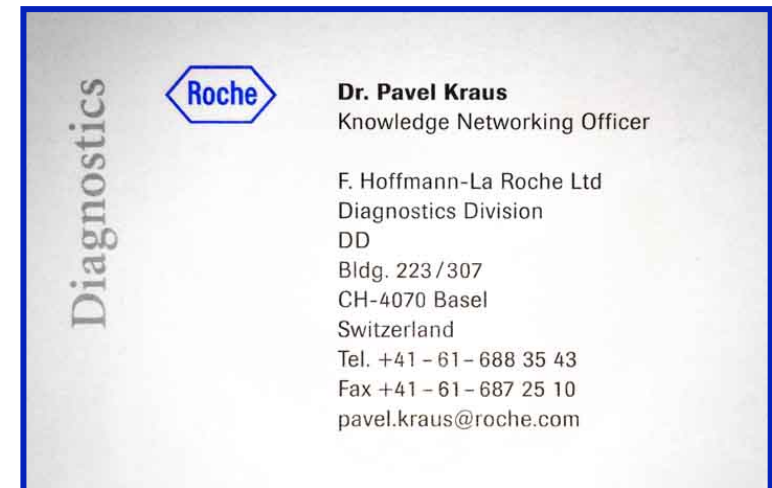 Diagnostics
Roche
Dr. Pavel Kraus
Knowledge Networking Officer
F. Hoffmann-La Roche Ltd
Diagnostics Division
DD
Bldg. 223/307
CH-4070 Basel
Switzerland
Tel. +41 – 61 – 688 35 43
Fax +41 – 61 – 687 25 10
pavel.kraus@roche.com